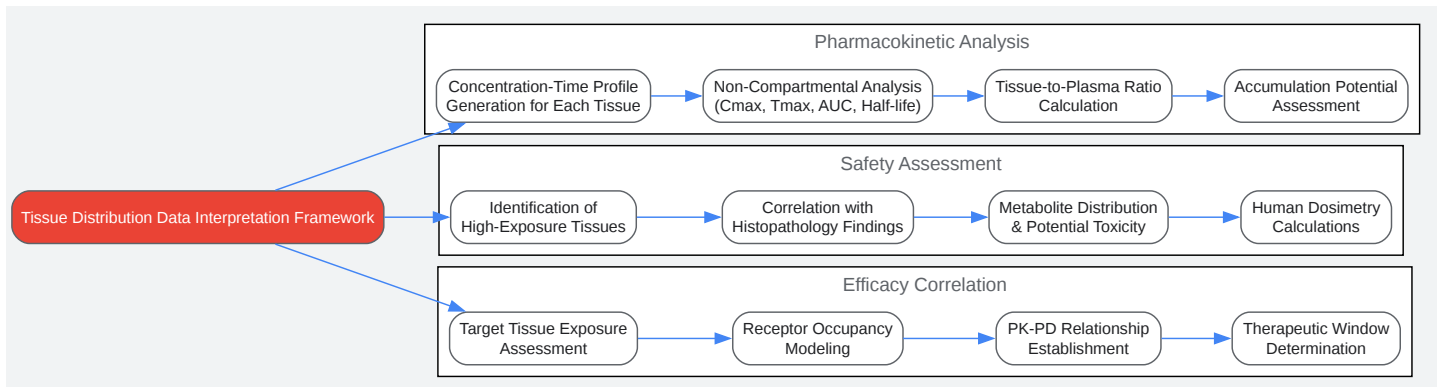 Tissue Distribution Data Interpretation Framework
Pharmacokinetic Analysis
Concentration-Time Profile
Generation for Each Tissue
Non-Compartmental Analysis
(Cmax, Tmax, AUC, Half-life)
Tissue-to-Plasma Ratio
Calculation
Accumulation Potential
Assessment
Safety Assessment
Identification of
High-Exposure Tissues
Correlation with
Histopathology Findings
Metabolite Distribution
& Potential Toxicity
Human Dosimetry
Calculations
Efficacy Correlation
Target Tissue Exposure
Assessment
Receptor Occupancy
Modeling
PK-PD Relationship
Establishment
Therapeutic Window
Determination